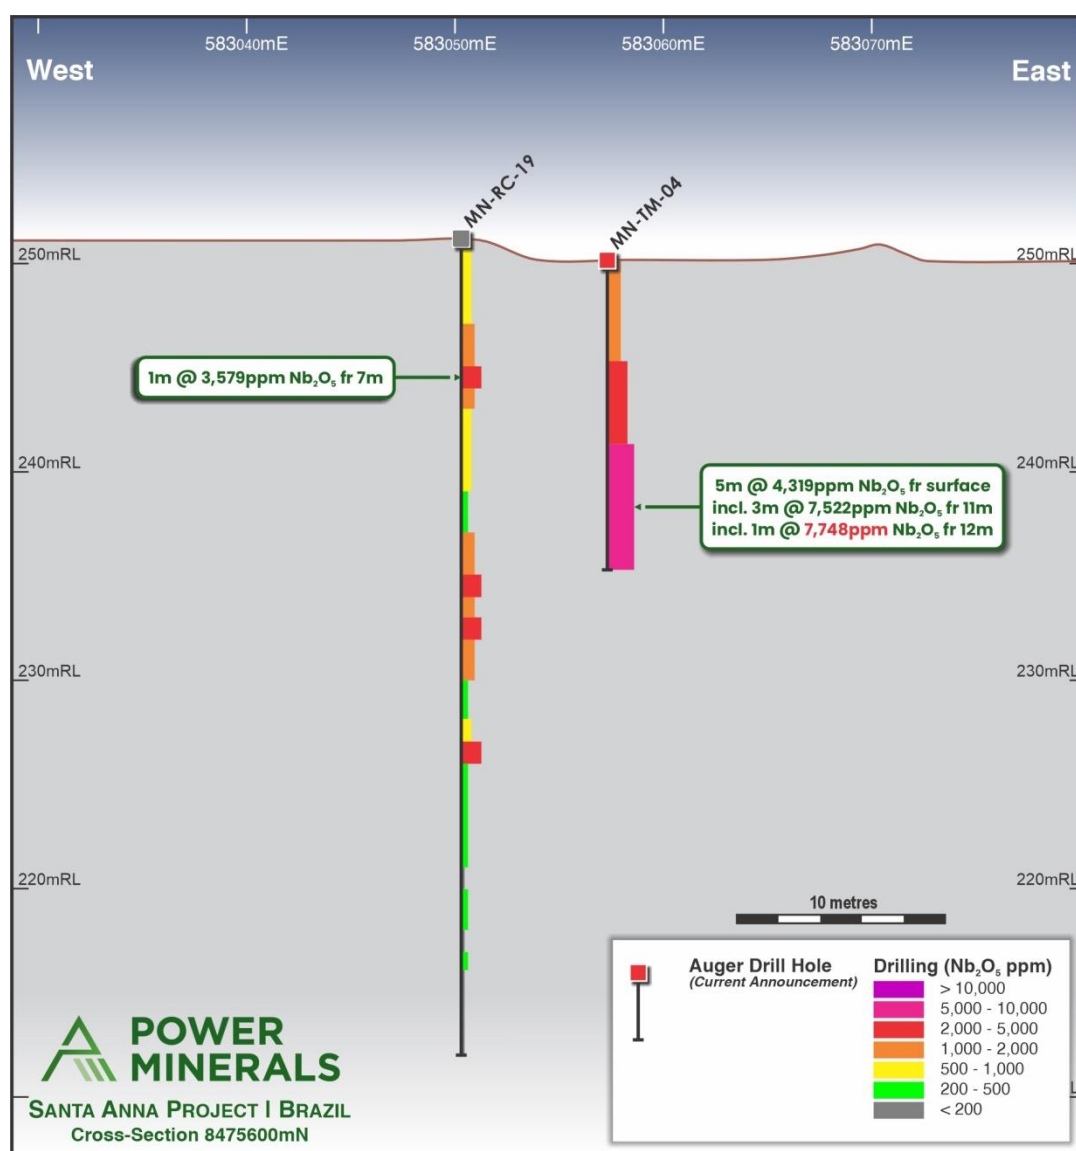 583040mE
583050mE
583060mE
583070mE
West
East
MN-RC-19
MN-TM-04
250mRL
250mRL
1m @ 3,579ppm Nb₂O₅ fr 7m
240mRL
240mRL
5m @ 4,319ppm Nb₂O₅ fr surface
incl. 3m @ 7,522ppm Nb₂O₅ fr 11m
incl. 1m @ 7,748ppm Nb₂O₅ fr 12m
230mRL
230mRL
220mRL
220mRL
10 metres
Auger Drill Hole
(Current Announcement)
Drilling (Nb₂O₅ ppm)
> 10,000
5,000 - 10,000
2,000 - 5,000
1,000 - 2,000
500 - 1,000
200 - 500
< 200
POWER
MINERALS
SANTA ANNA PROJECT | BRAZIL
Cross-Section 8475600mN